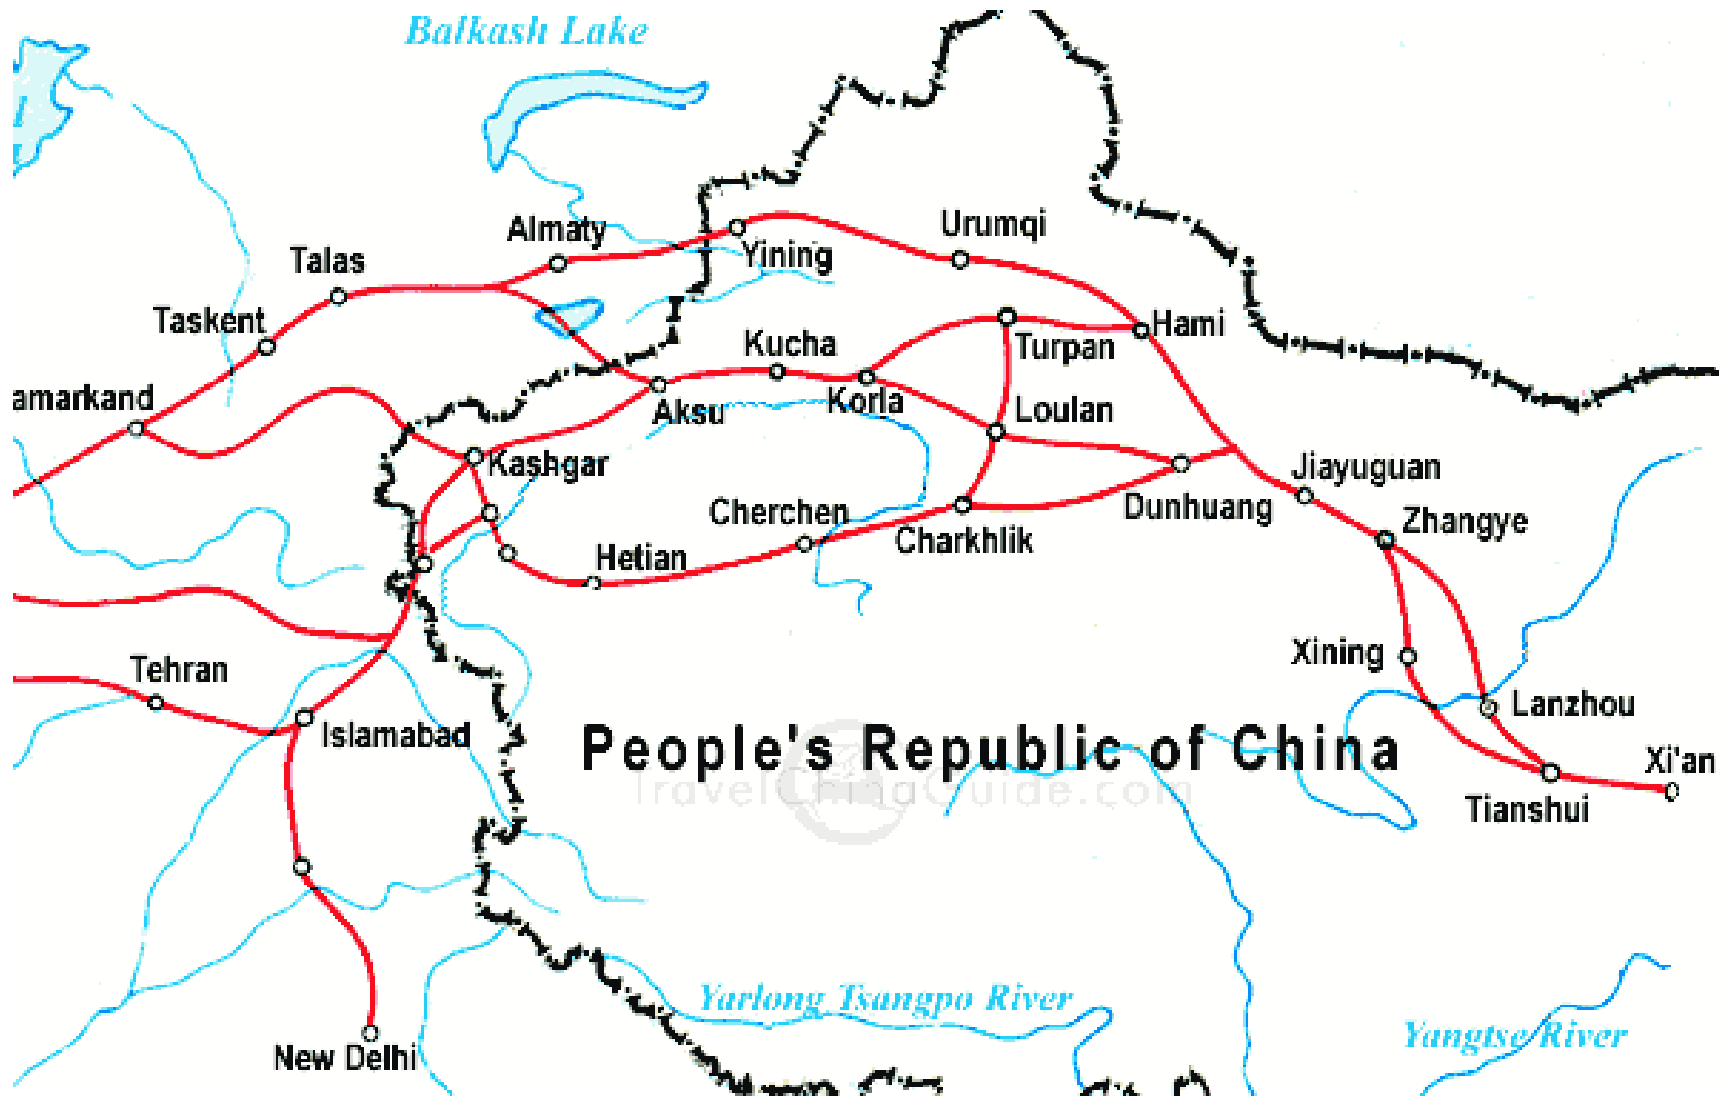 Balkash Lake
Almaty
Urumqi
Yining
Talas
Taskent
Hami
Kucha
Turpan
amarkand
Korla
Aksu
Loulan
Kashgar
Jiayuguan
Cherchen
Dunhuang
Zhangye
Charkhlik
Hetian
Xining
Tehran
Lanzhou
Islamabad
People's Republic of China
Xi'an
TravelChinaGuide.com
Tianshui
Yarlong Tsangpo River
Yangtse River
New Delhi